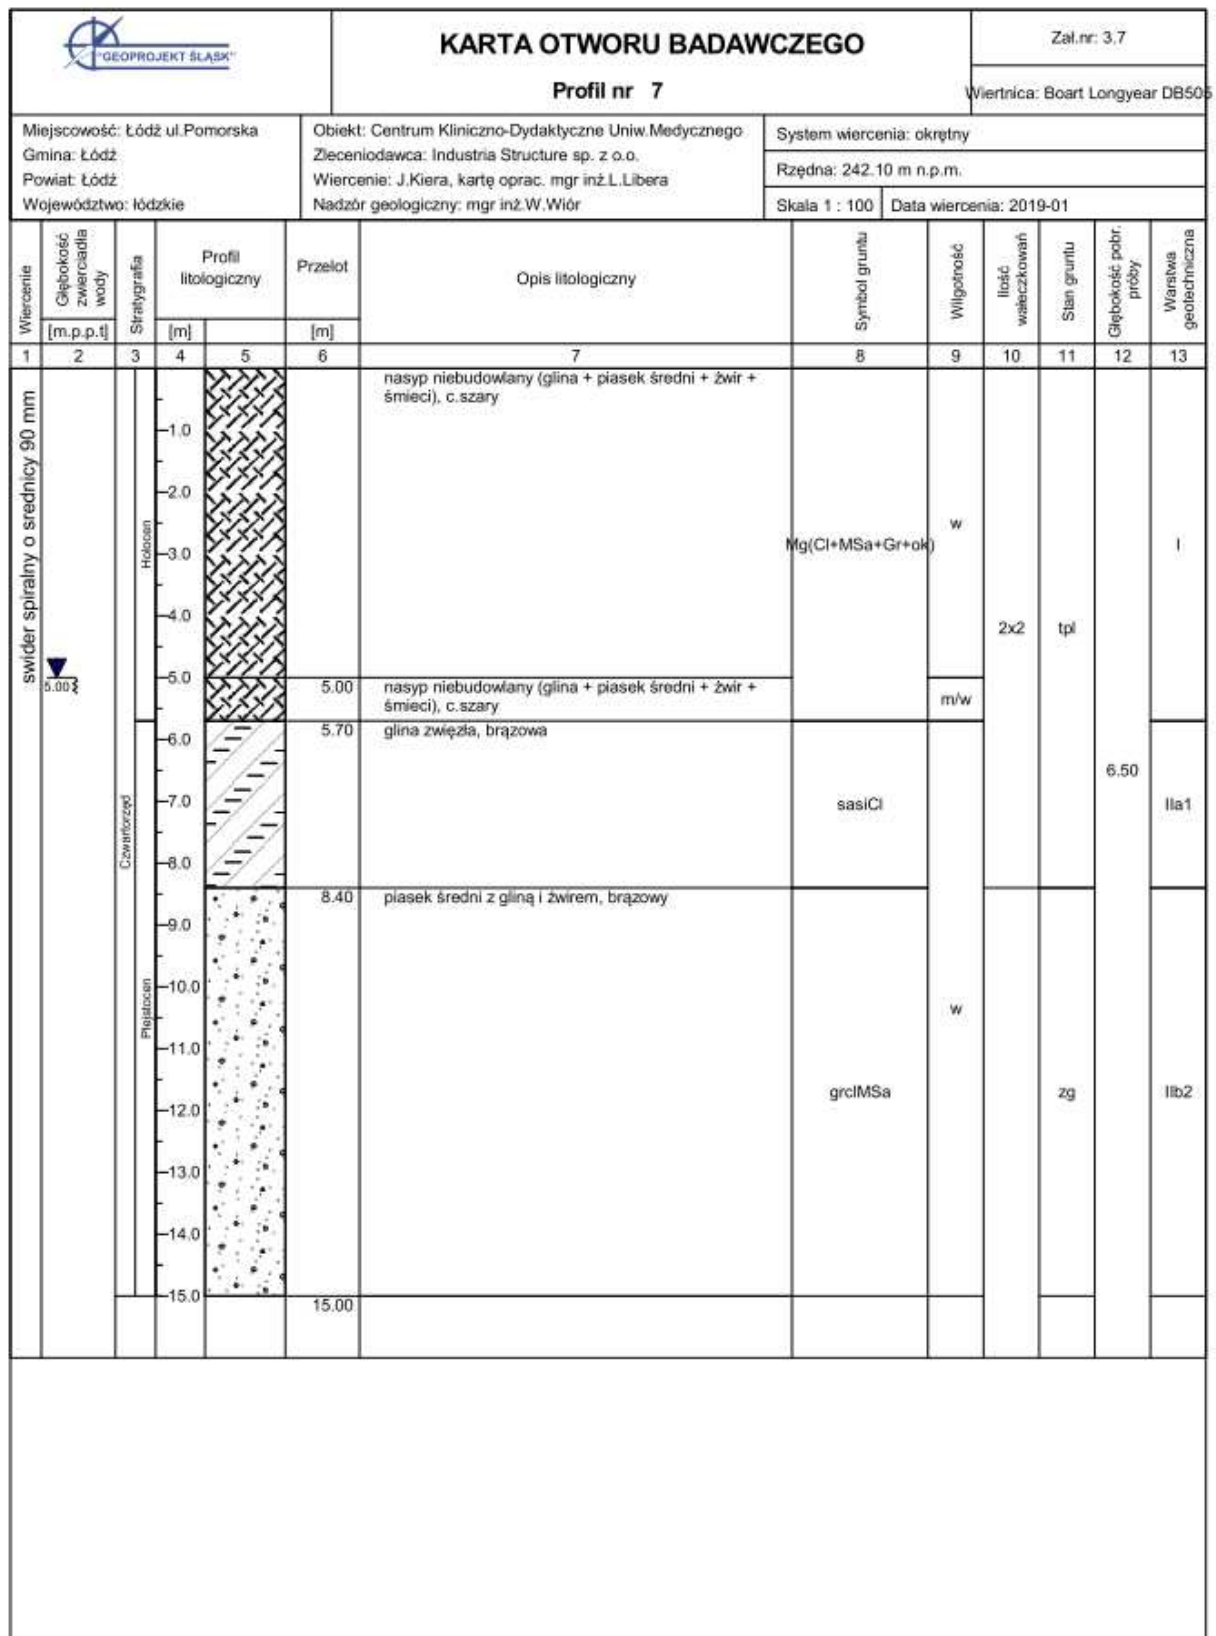 "GEOPROJEKT ŚLĄSK"
KARTA OTWORU BADAWCZEGO
Profil nr 7
Zał.nr: 3.7
Wiertnica: Boart Longyear DB505
Miejscowość: Łódź ul.Pomorska
Gmina: Łódź
Powiat: Łódź
Województwo: łódzkie
Obiekt: Centrum Kliniczno-Dydaktyczne Uniw.Medycznego
Zleceniodawca: Industria Structure sp. z o.o.
Wiercenie: J.Kiera, kartę oprac. mgr inż.L.Libera
Nadzór geologiczny: mgr inż.W.Wiór
System wiercenia: okrętny
Rzędna: 242.10 m n.p.m.
Skala 1 : 100 Data wiercenia: 2019-01
Wiercenie
Głębokość
zwierciadła
wody
[m.p.p.t]
Stratygrafia
Profil
litologiczny
[m]
Przelot
[m]
Opis litologiczny
Symbol gruntu
Wilgotność
Ilość
wałeczkowań
Stan gruntu
Głębokość pobr.
próby
Warstwa
geotechniczna
1 2 3 4 5 6 7 8 9 10 11 12 13
swider spiralny o srednicy 90 mm
5.00
Czwartorzęd
Holocen
Plejstocen
1.0
2.0
3.0
4.0
5.0
6.0
7.0
8.0
9.0
10.0
11.0
12.0
13.0
14.0
15.0
nasyp niebudowlany (glina + piasek średni + żwir +
śmieci), c.szary
Mg(Cl+MSa+Gr+ok)
w
2x2
tpl
I
5.00 nasyp niebudowlany (glina + piasek średni + żwir +
śmieci), c.szary
m/w
5.70 glina zwięzła, brązowa
sasiCl
6.50
IIa1
8.40 piasek średni z gliną i żwirem, brązowy
w
grclMSa
zg
IIb2
15.00